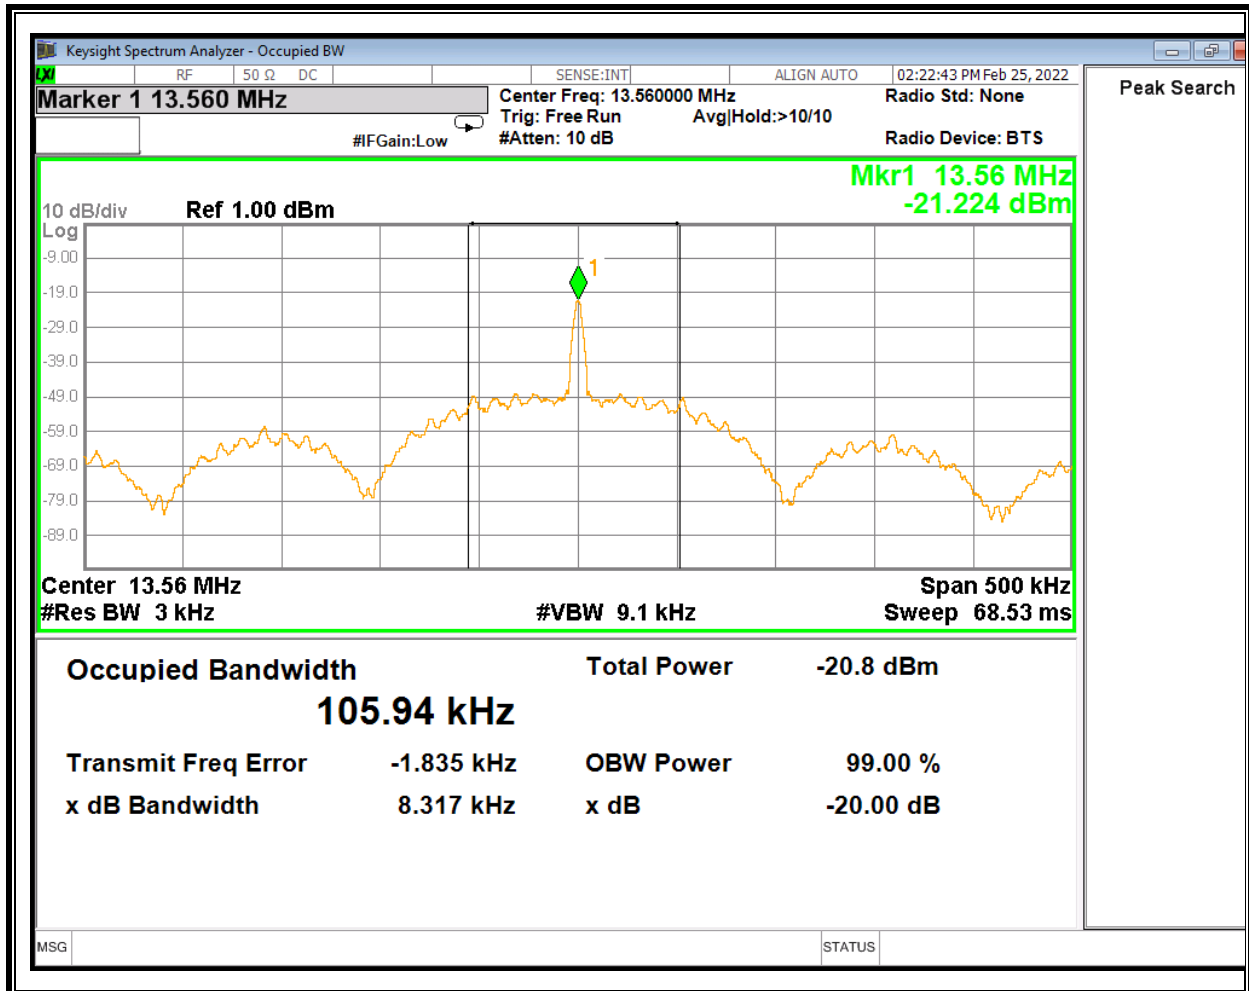 Keysight Spectrum Analyzer - Occupied BW
LXI RF 50 Ω DC SENSE:INT ALIGN AUTO 02:22:43 PM Feb 25, 2022
Marker 1 13.560 MHz
Center Freq: 13.560000 MHz Radio Std: None
Trig: Free Run Avg|Hold:>10/10
#IFGain:Low #Atten: 10 dB Radio Device: BTS
Peak Search
Mkr1 13.56 MHz
-21.224 dBm
10 dB/div Ref 1.00 dBm
Log
-9.00
1
-19.0
-29.0
-39.0
-49.0
-59.0
-69.0
-79.0
-89.0
Center 13.56 MHz Span 500 kHz
#Res BW 3 kHz #VBW 9.1 kHz Sweep 68.53 ms
Occupied Bandwidth Total Power -20.8 dBm
105.94 kHz
Transmit Freq Error -1.835 kHz OBW Power 99.00 %
x dB Bandwidth 8.317 kHz x dB -20.00 dB
MSG STATUS